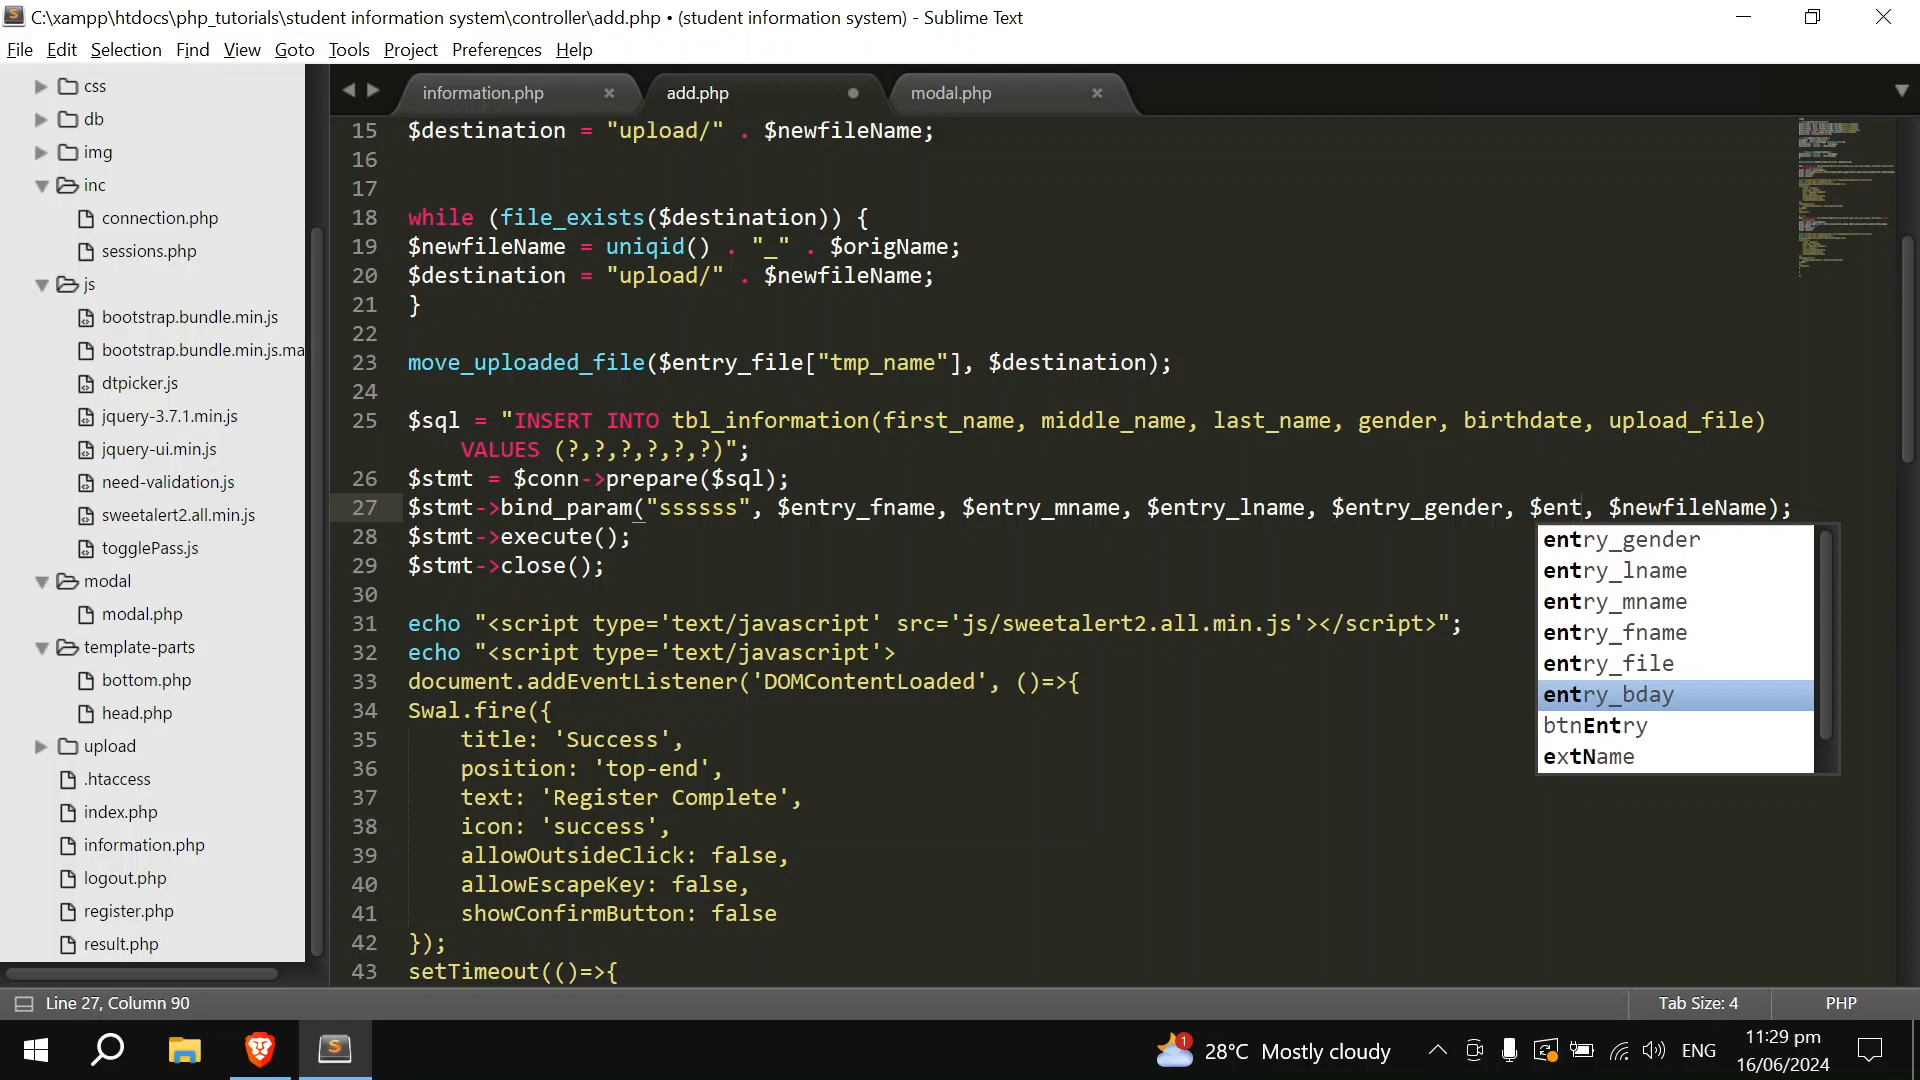 C:\xampp\htdocs\php_tutorials\student information system\controller\add.php • (student information system) - Sublime Text
File Edit Selection Find View Goto Tools Project Preferences Help
css
db
img
inc
connection.php
sessions.php
js
bootstrap.bundle.min.js
bootstrap.bundle.min.js.ma
dtpicker.js
jquery-3.7.1.min.js
jquery-ui.min.js
need-validation.js
sweetalert2.all.min.js
togglePass.js
modal
modal.php
template-parts
bottom.php
head.php
upload
.htaccess
index.php
information.php
logout.php
register.php
result.php
information.php add.php modal.php
15 $destination = "upload/" . $newfileName;
16
17
18 while (file_exists($destination)) {
19 $newfileName = uniqid() . "_" . $origName;
20 $destination = "upload/" . $newfileName;
21 }
22
23 move_uploaded_file($entry_file["tmp_name"], $destination);
24
25 $sql = "INSERT INTO tbl_information(first_name, middle_name, last_name, gender, birthdate, upload_file)
VALUES (?,?,?,?,?,?)";
26 $stmt = $conn->prepare($sql);
27 $stmt->bind_param("ssssss", $entry_fname, $entry_mname, $entry_lname, $entry_gender, $ent, $newfileName);
28 $stmt->execute();
29 $stmt->close();
30
31 echo "<script type='text/javascript' src='js/sweetalert2.all.min.js'></script>";
32 echo "<script type='text/javascript'>
33 document.addEventListener('DOMContentLoaded', ()=>{
34 Swal.fire({
35 title: 'Success',
36 position: 'top-end',
37 text: 'Register Complete',
38 icon: 'success',
39 allowOutsideClick: false,
40 allowEscapeKey: false,
41 showConfirmButton: false
42 });
43 setTimeout(()=>{
entry_gender
entry_lname
entry_mname
entry_fname
entry_file
entry_bday
btnEntry
extName
Line 27, Column 90
Tab Size: 4 PHP
1
28°C Mostly cloudy
ENG
11:29 pm
16/06/2024